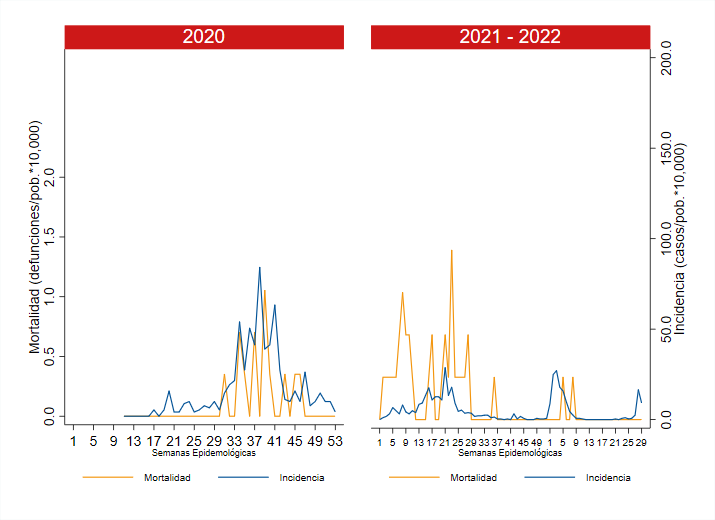 2020
2021 - 2022
Mortalidad (defunciones/pob.*10,000)
0.0 0.5 1.0 1.5 2.0
1 5 9 13 17 21 25 29 33 37 41 45 49 53
Semanas Epidemológicas
Mortalidad Incidencia
Incidencia (casos/pob.*10,000)
0.0 50.0 100.0 150.0 200.0
1 5 9 13 17 21 25 29 33 37 41 45 49 1 5 9 13 17 21 25 29
Semanas Epidemológicas
Mortalidad Incidencia